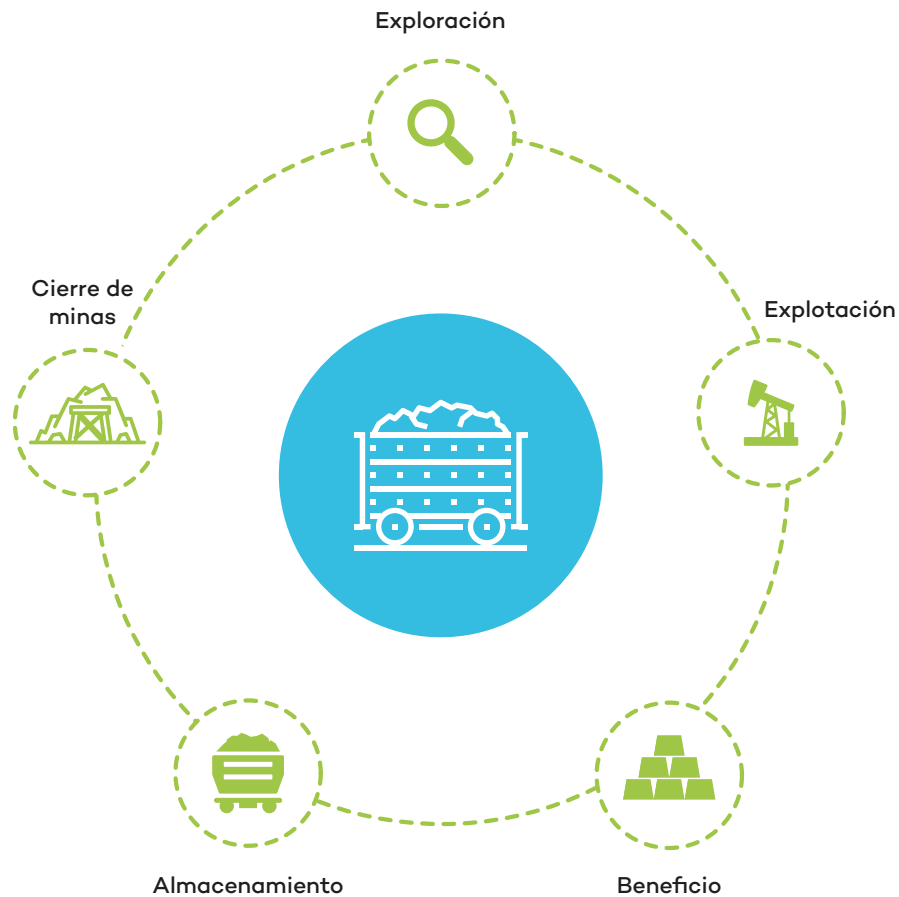 Exploración
Cierre de
minas
Explotación
Almacenamiento
Beneficio